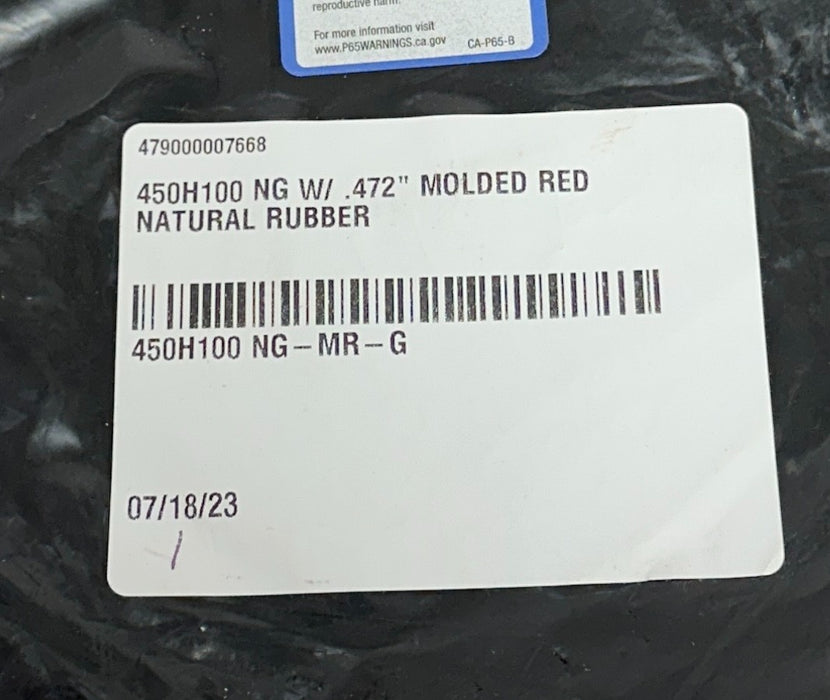 reproductive harm.
For more information visit
www.P65WARNINGS.ca.gov CA-P65-B
479000007668
450H100 NG W/ .472" MOLDED RED
NATURAL RUBBER
450H100 NG-MR-G
07/18/23
1